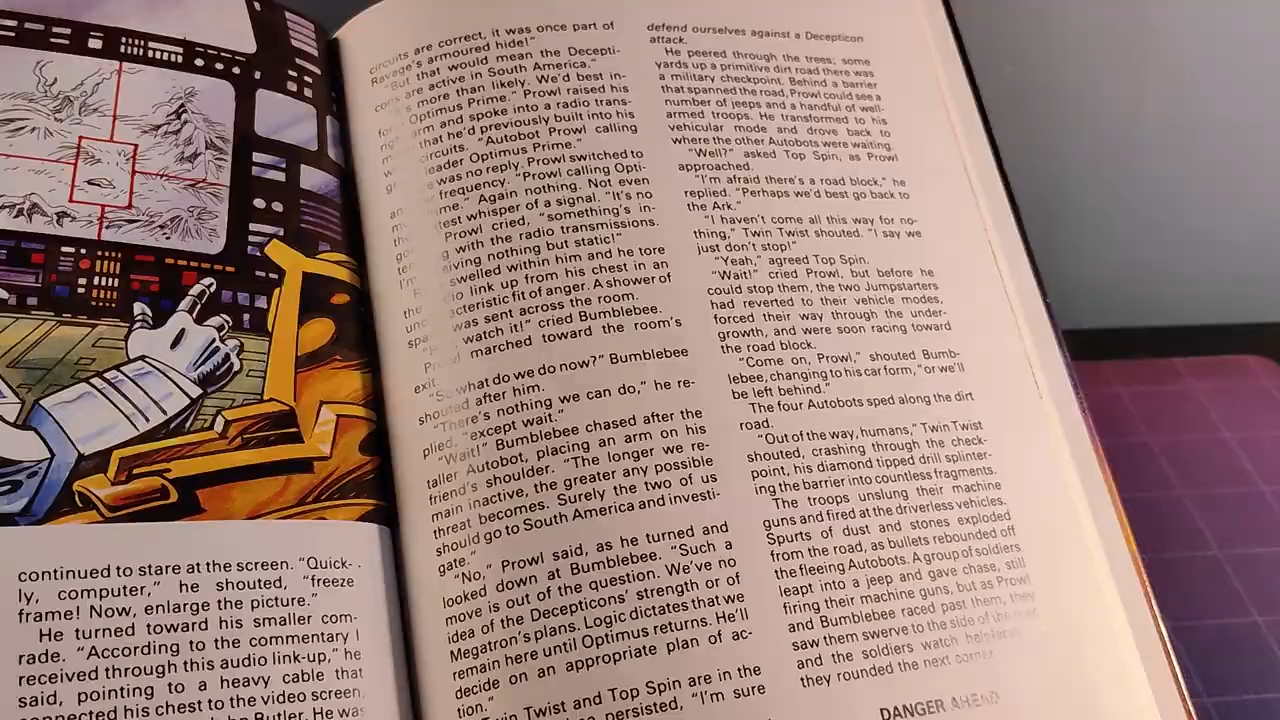 continued to stare at the screen. "Quick-
ly, computer," he shouted, "freeze
frame! Now, enlarge the picture."
He turned toward his smaller com-
rade. "According to the commentary I
received through this audio link-up," he
said, pointing to a heavy cable that
connected his chest to the video screen,
Butler. He was
circuits are correct, it was once part of
Ravage's armoured hide!"
"But that would mean the Decepti-
cons are active in South America."
more than likely. We'd best in-
Optimus Prime." Prowl raised his
arm and spoke into a radio trans-
that he'd previously built into his
circuits. "Autobot Prowl calling
leader Optimus Prime."
was no reply. Prowl switched to
frequency. "Prowl calling Opti-
me." Again nothing. Not even
test whisper of a signal. "It's no
Prowl cried, "something's in-
with the radio transmissions.
iving nothing but static!"
swelled within him and he tore
io link up from his chest in an
acteristic fit of anger. A shower of
was sent across the room.
watch it!" cried Bumblebee.
Prowl marched toward the room's
exit.
"So what do we do now?" Bumblebee
shouted after him.
"There's nothing we can do," he re-
plied, "except wait."
"Wait!" Bumblebee chased after the
taller Autobot, placing an arm on his
friend's shoulder. "The longer we re-
main inactive, the greater any possible
threat becomes. Surely the two of us
should go to South America and investi-
gate."
"No," Prowl said, as he turned and
looked down at Bumblebee. "Such a
move is out of the question. We've no
idea of the Decepticons' strength or of
Megatron's plans. Logic dictates that we
remain here until Optimus returns. He'll
decide on an appropriate plan of ac-
tion."
Twin Twist and Top Spin are in the
persisted, "I'm sure
defend ourselves against a Decepticon
attack.
He peered through the trees; some
yards up a primitive dirt road there was
a military checkpoint. Behind a barrier
that spanned the road, Prowl could see a
number of jeeps and a handful of well-
armed troops. He transformed to his
vehicular mode and drove back to
where the other Autobots were waiting.
"Well?" asked Top Spin, as Prowl
approached.
"I'm afraid there's a road block," he
replied. "Perhaps we'd best go back to
the Ark."
"I haven't come all this way for no-
thing," Twin Twist shouted. "I say we
just don't stop!"
"Yeah," agreed Top Spin.
"Wait!" cried Prowl, but before he
could stop them, the two Jumpstarters
had reverted to their vehicle modes,
forced their way through the under-
growth, and were soon racing toward
the road block.
"Come on, Prowl," shouted Bumb-
lebee, changing to his car form, "or we'll
be left behind."
The four Autobots sped along the dirt
road.
"Out of the way, humans," Twin Twist
shouted, crashing through the check-
point, his diamond tipped drill splinter-
ing the barrier into countless fragments.
The troops unslung their machine
guns and fired at the driverless vehicles.
Spurts of dust and stones exploded
from the road, as bullets rebounded off
the fleeing Autobots. A group of soldiers
leapt into a jeep and gave chase, still
firing their machine guns, but as Prowl
and Bumblebee raced past them, they
saw them swerve to the side of the road
and the soldiers watch helplessly
they rounded the next corner.
DANGER AHEAD